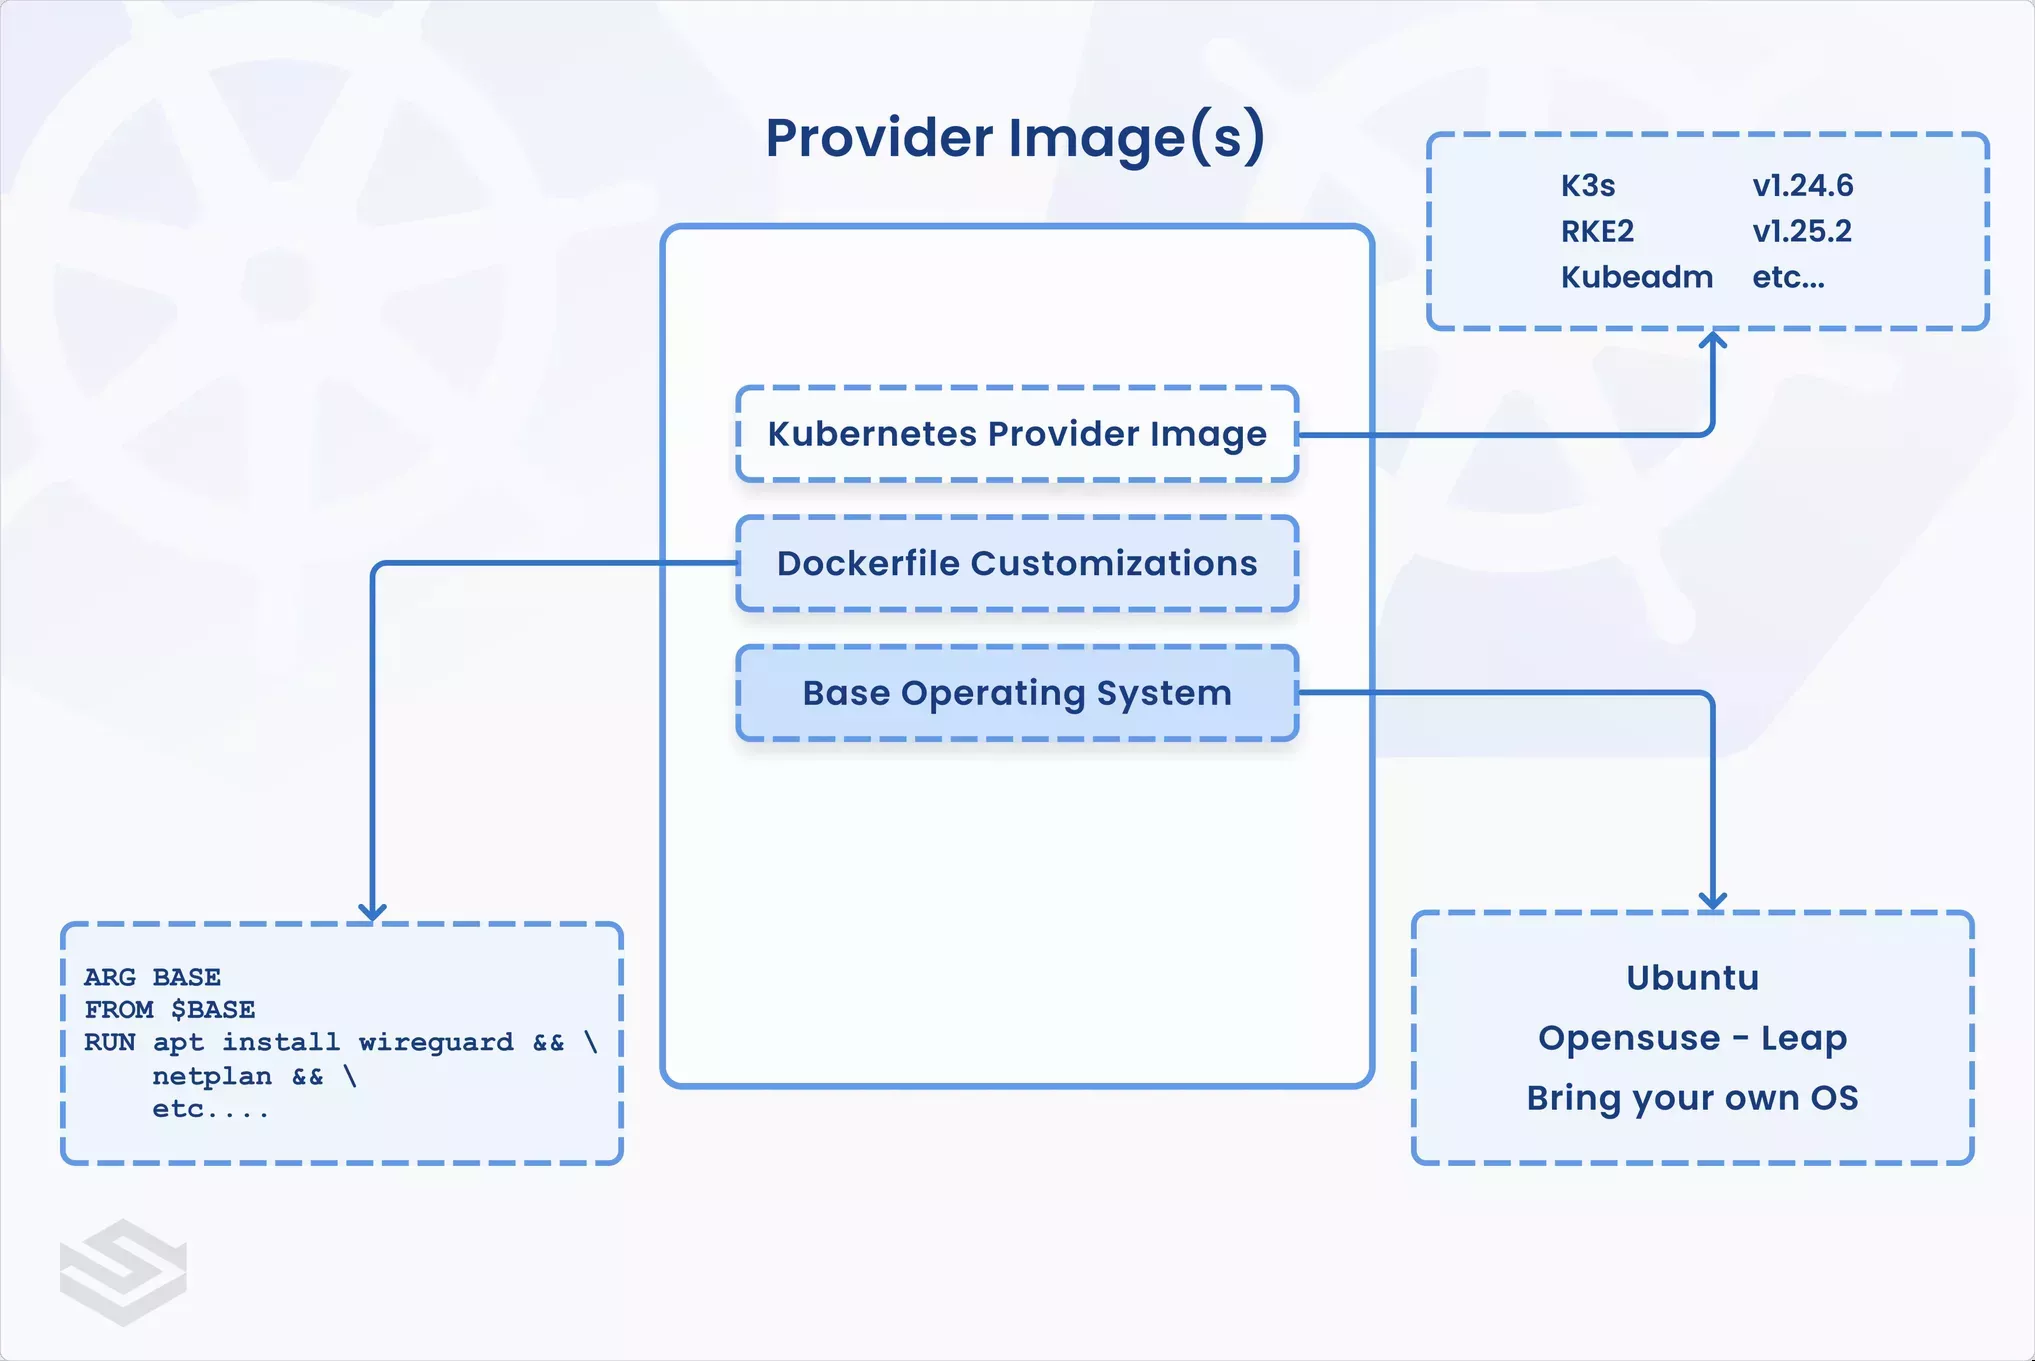 Provider Image(s)
K3s v1.24.6
RKE2 v1.25.2
Kubeadm etc...
Kubernetes Provider Image
Dockerfile Customizations
Base Operating System
ARG BASE
FROM $BASE
RUN apt install wireguard && \
netplan && \
etc....
Ubuntu
Opensuse - Leap
Bring your own OS